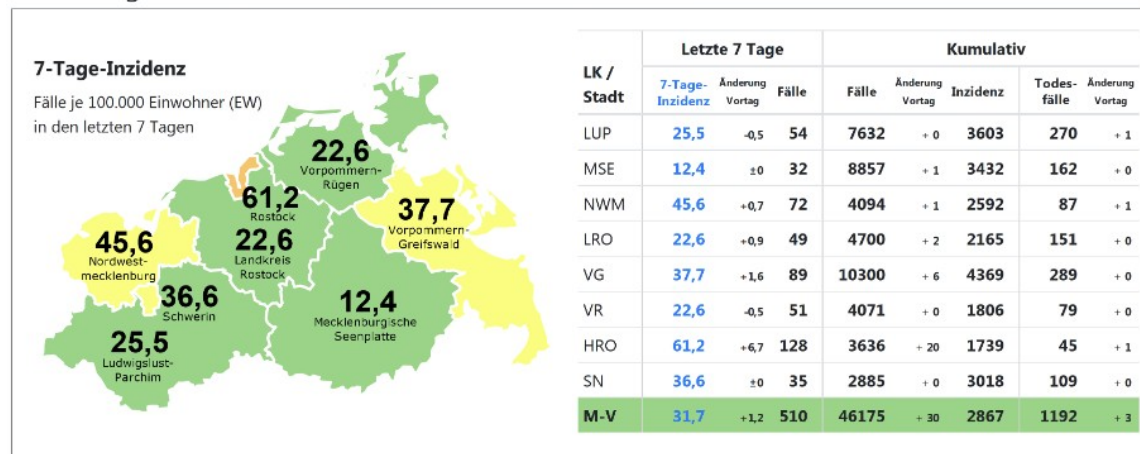 7-Tage-Inzidenz
Fälle je 100.000 Einwohner (EW)
in den letzten 7 Tagen
22,6
Vorpommern-
Rügen
61,2
Rostock
37,7
Vorpommern-
Greifswald
45,6
Nordwest-
mecklenburg
22,6
Landkreis
Rostock
36,6
Schwerin
12,4
Mecklenburgische
Seenplatte
25,5
Ludwigslust-
Parchim
Letzte 7 Tage Kumulativ
LK /
Stadt
7-Tage-
Inzidenz
Änderung
Vortag
Fälle
Fälle
Änderung
Vortag
Inzidenz
Todes-
fälle
Änderung
Vortag
LUP 25,5 -0,5 54 7632 + 0 3603 270 + 1
MSE 12,4 ±0 32 8857 + 1 3432 162 + 0
NWM 45,6 +0,7 72 4094 + 1 2592 87 + 1
LRO 22,6 +0,9 49 4700 + 2 2165 151 + 0
VG 37,7 +1,6 89 10300 + 6 4369 289 + 0
VR 22,6 -0,5 51 4071 + 0 1806 79 + 0
HRO 61,2 +6,7 128 3636 + 20 1739 45 + 1
SN 36,6 ±0 35 2885 + 0 3018 109 + 0
M-V 31,7 +1,2 510 46175 + 30 2867 1192 + 3